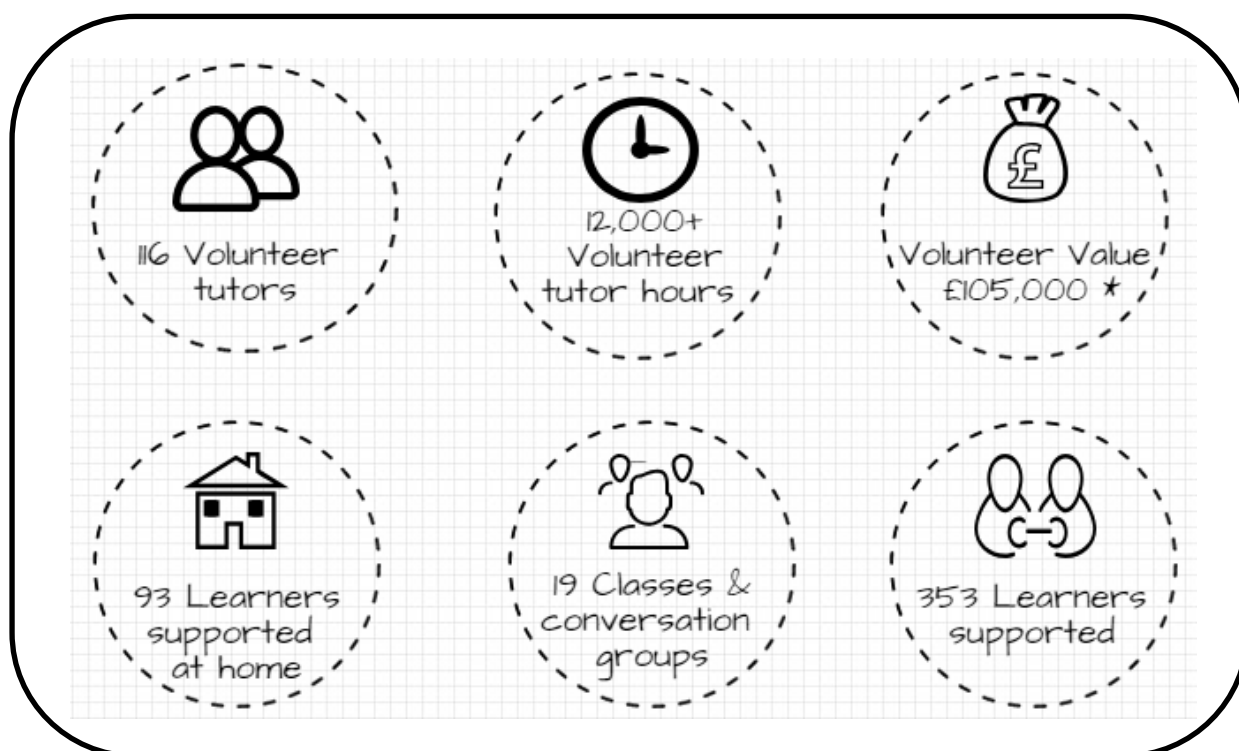 116 Volunteer
tutors
12,000+
Volunteer
tutor hours
£
Volunteer Value
£105,000 *
93 Learners
supported
at home
19 Classes &
conversation
groups
353 Learners
supported